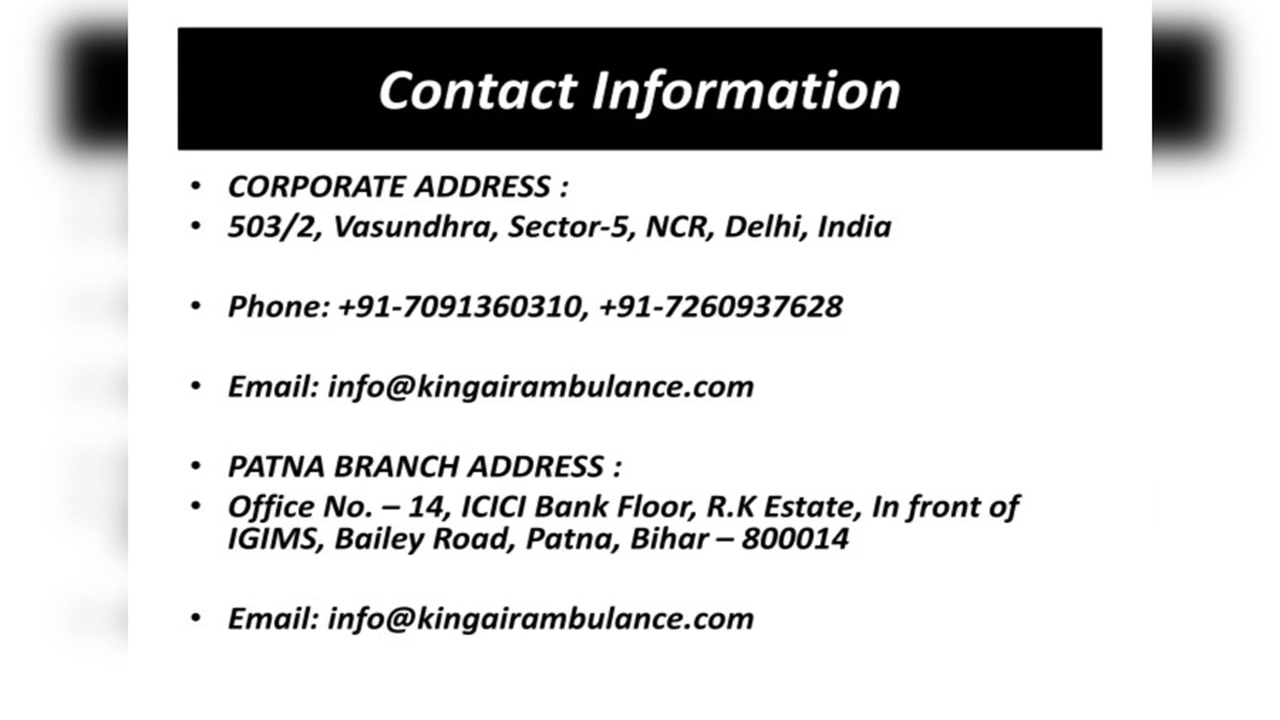 Contact Information
• CORPORATE ADDRESS :
• 503/2, Vasundhra, Sector-5, NCR, Delhi, India
• Phone: +91-7091360310, +91-7260937628
• Email: info@kingairambulance.com
• PATNA BRANCH ADDRESS :
• Office No. – 14, ICICI Bank Floor, R.K Estate, In front of
IGIMS, Bailey Road, Patna, Bihar – 800014
• Email: info@kingairambulance.com